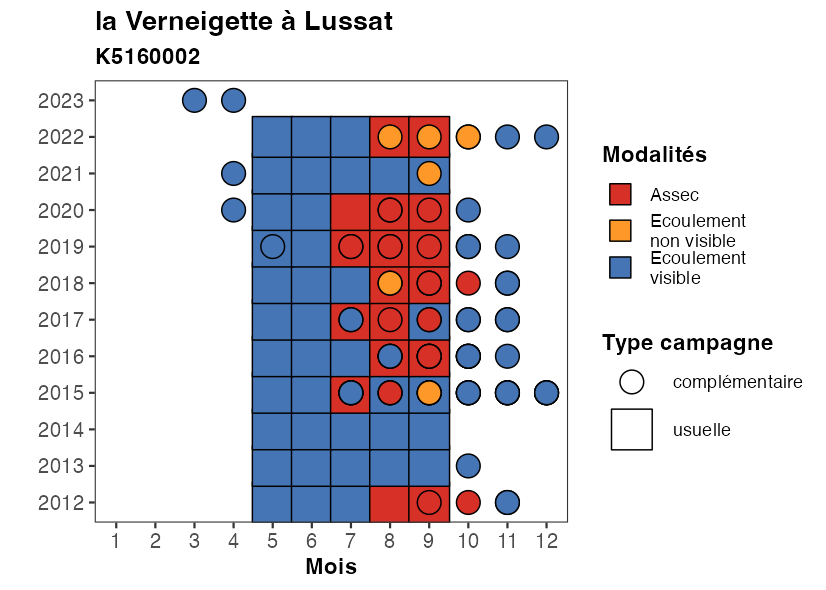 la Verneigette à Lussat
K5160002
2023
2022
2021
2020
2019
2018
2017
2016
2015
2014
2013
2012
1 2 3 4 5 6 7 8 9 10 11 12
Mois
Modalités
Assec
Ecoulement
non visible
Ecoulement
visible
Type campagne
complémentaire
usuelle